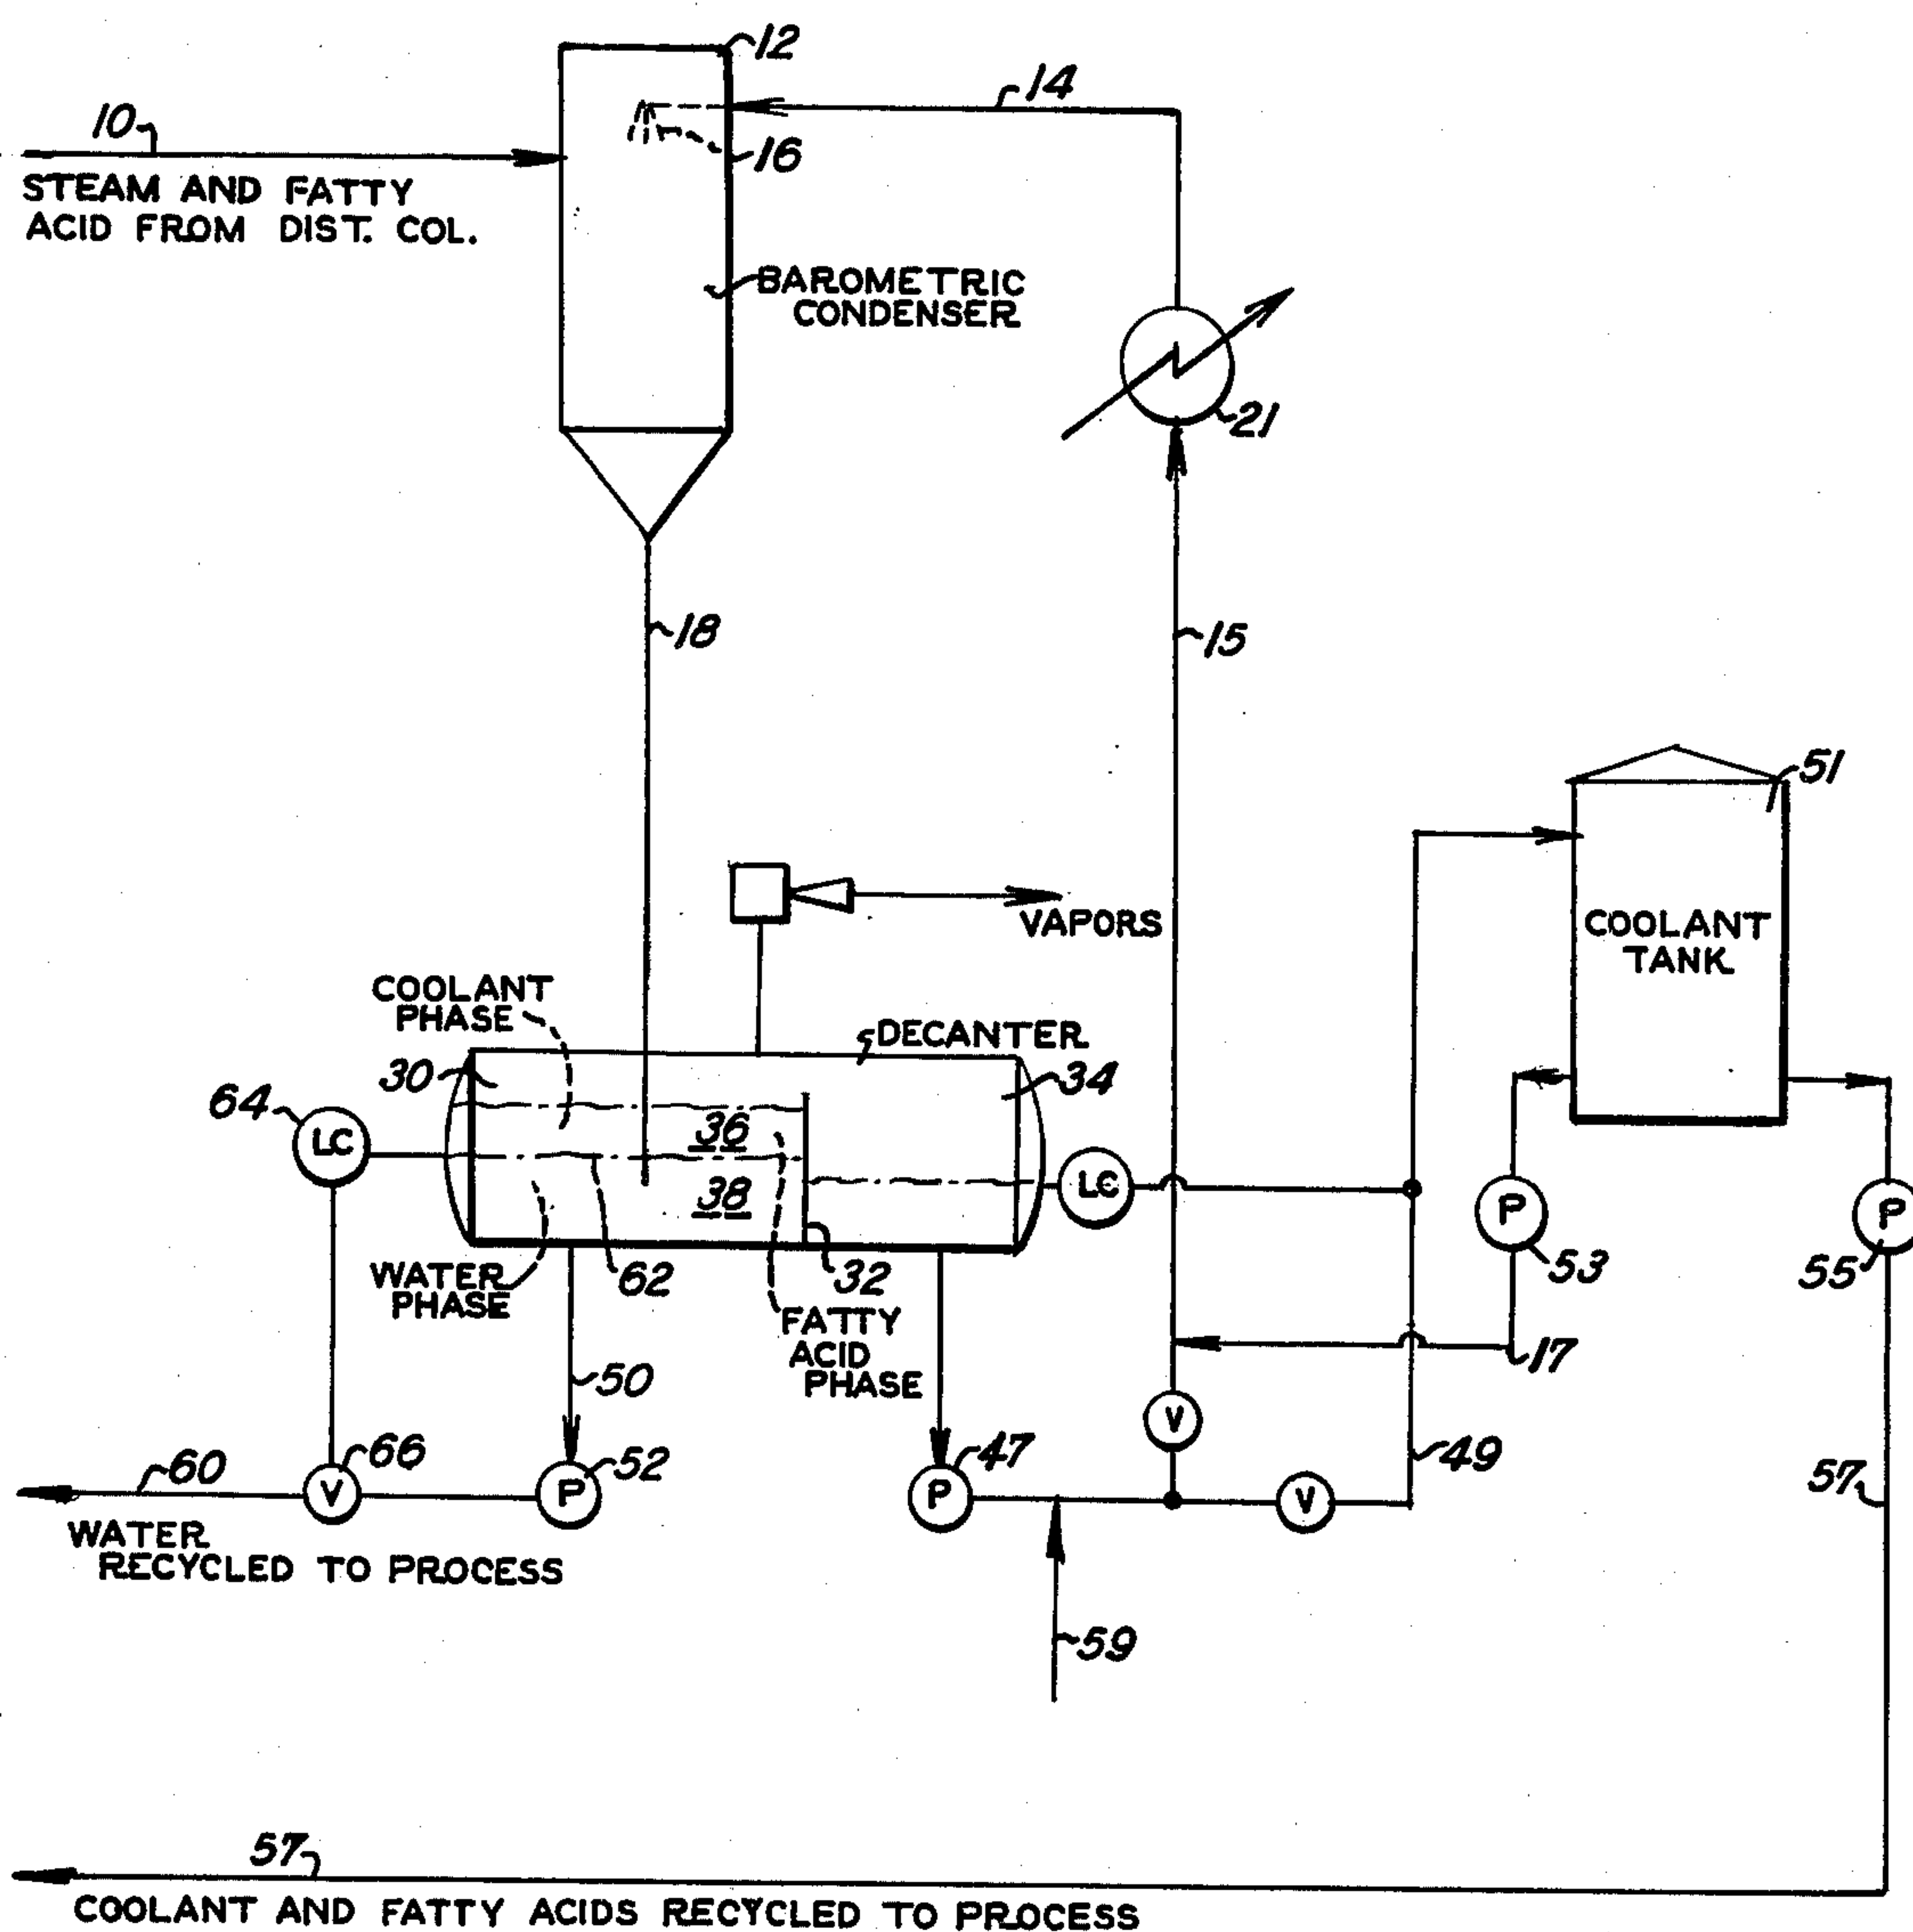 12
14
10
16
STEAM AND FATTY
ACID FROM DIST. COL.
BAROMETRIC
CONDENSER
21
18
15
51
COOLANT
TANK
VAPORS
COOLANT
PHASE
DECANTER
30
34
64
LC
36
38
LC
P
53
P
55
WATER
PHASE
62
32
FATTY
ACID
PHASE
17
50
V
49
57
60
66
V
52
P
47
P
V
WATER
RECYCLED TO PROCESS
59
57
COOLANT AND FATTY ACIDS RECYCLED TO PROCESS